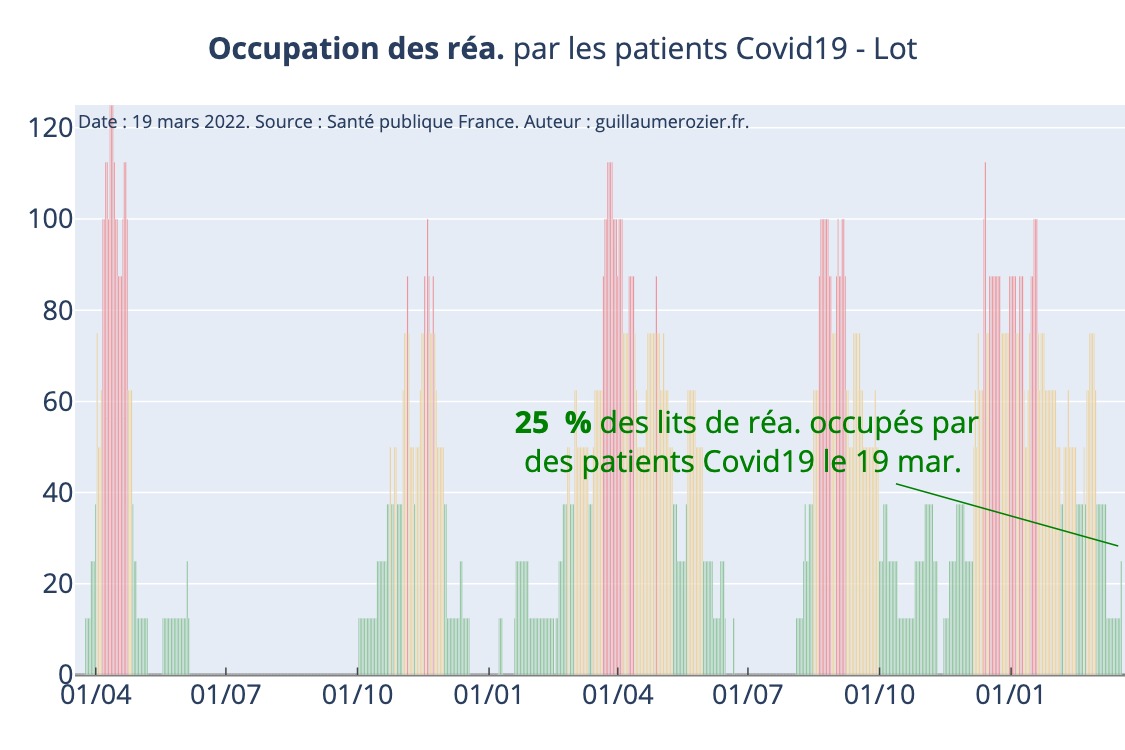 Occupation des réa. par les patients Covid19 - Lot
Date : 19 mars 2022. Source : Santé publique France. Auteur : guillaumerozier.fr.
120
100
80
60
40
20
0
25 % des lits de réa. occupés par
des patients Covid19 le 19 mar.
01/04 01/07 01/10 01/01 01/04 01/07 01/10 01/01